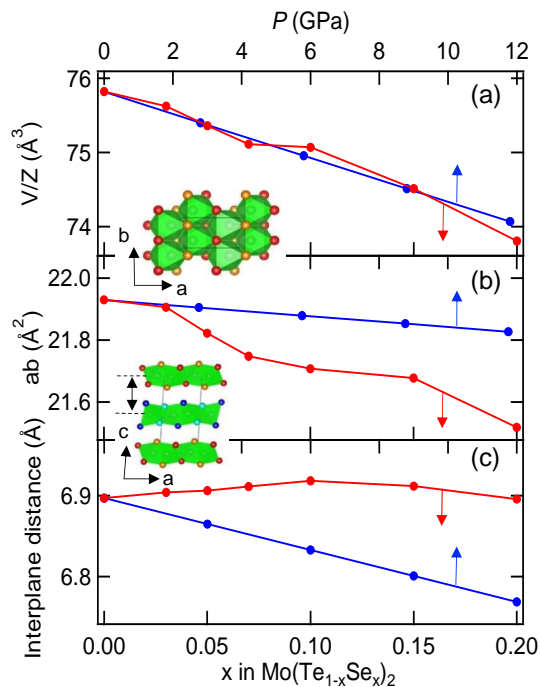 P (GPa)
0 2 4 6 8 10 12
76
75
74
V/Z (Å³)
(a)
b
a
22.0
21.8
21.6
ab (Å²)
(b)
c
a
6.9
6.8
Interplane distance (Å)
(c)
0.00 0.05 0.10 0.15 0.20
x in Mo(Te₁₋ₓSeₓ)₂